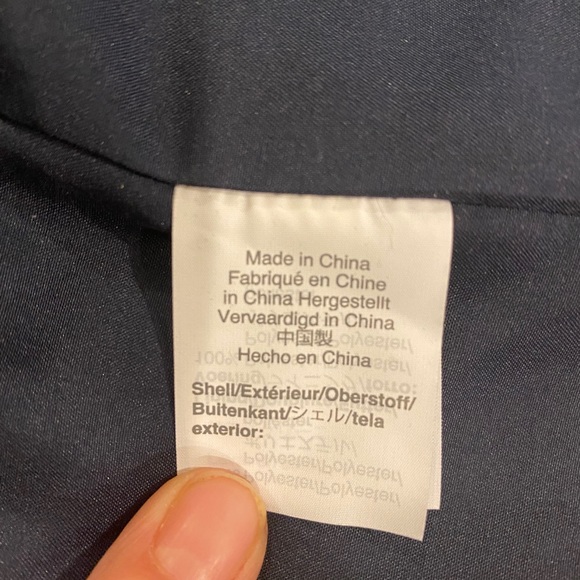 Made in China
Fabriqué en Chine
in China Hergestellt
Vervaardigd in China
中国製
Hecho en China
Shell/Extérieur/Oberstoff/
Buitenkant/シェル/tela
exterior: